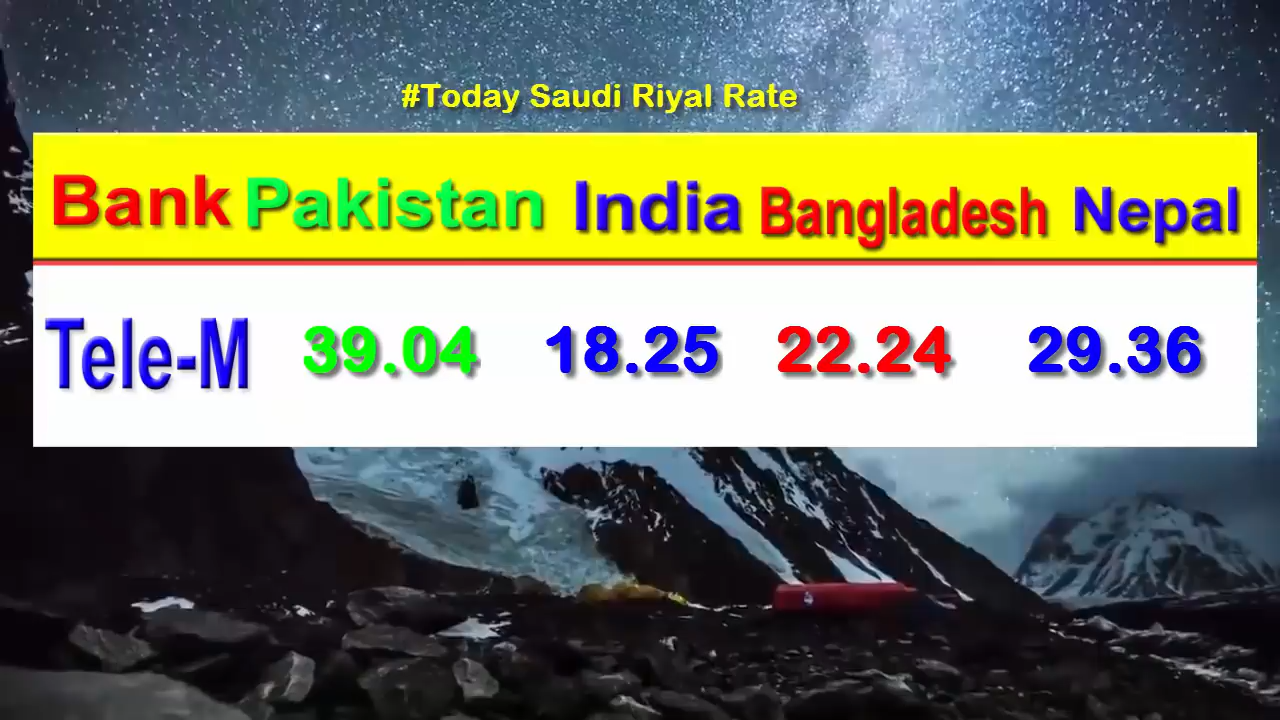 #Today Saudi Riyal Rate
Bank Pakistan India Bangladesh Nepal
Tele-M 39.04 18.25 22.24 29.36